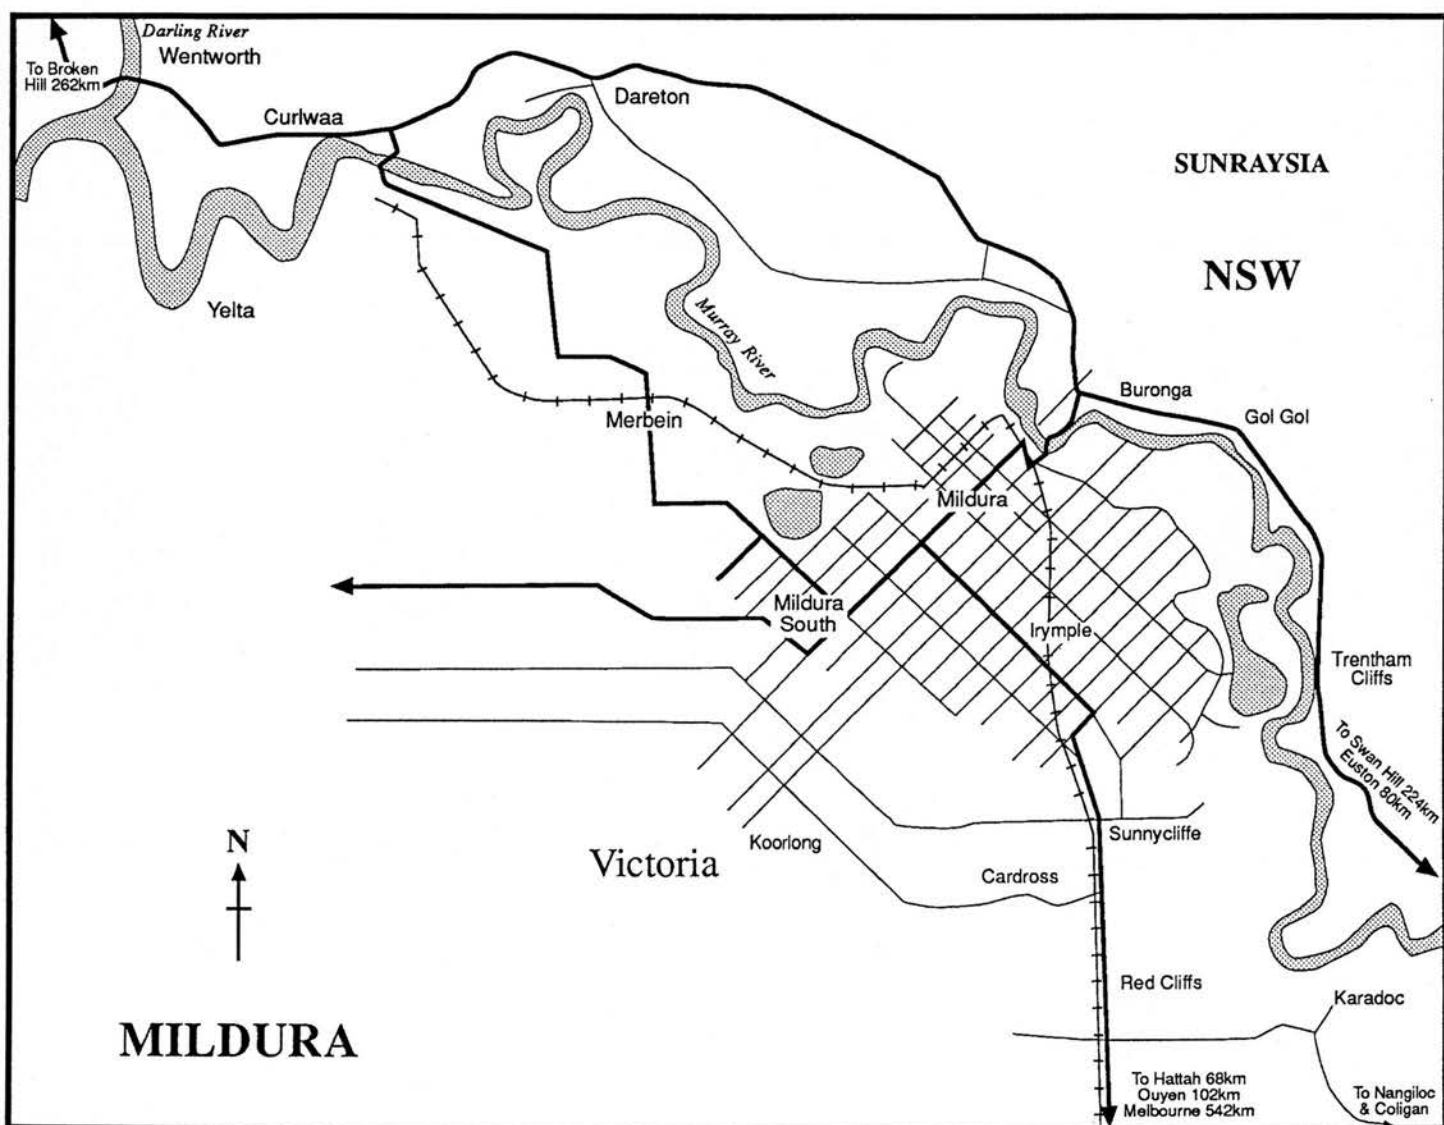 Darling River
Wentworth
To Broken
Hill 262km
Curlwaa
Dareton
SUNRAYSIA
NSW
Yelta
Murray River
Merbein
Buronga
Gol Gol
Mildura
Mildura
South
Irymple
Trentham
Cliffs
To Swan Hill 224km
Euston 80km
Koorlong
Victoria
Sunnycliffe
Cardross
N
Red Cliffs
Karadoc
MILDURA
To Hattah 68km
Ouyen 102km
Melbourne 542km
To Nangiloc
& Coligan